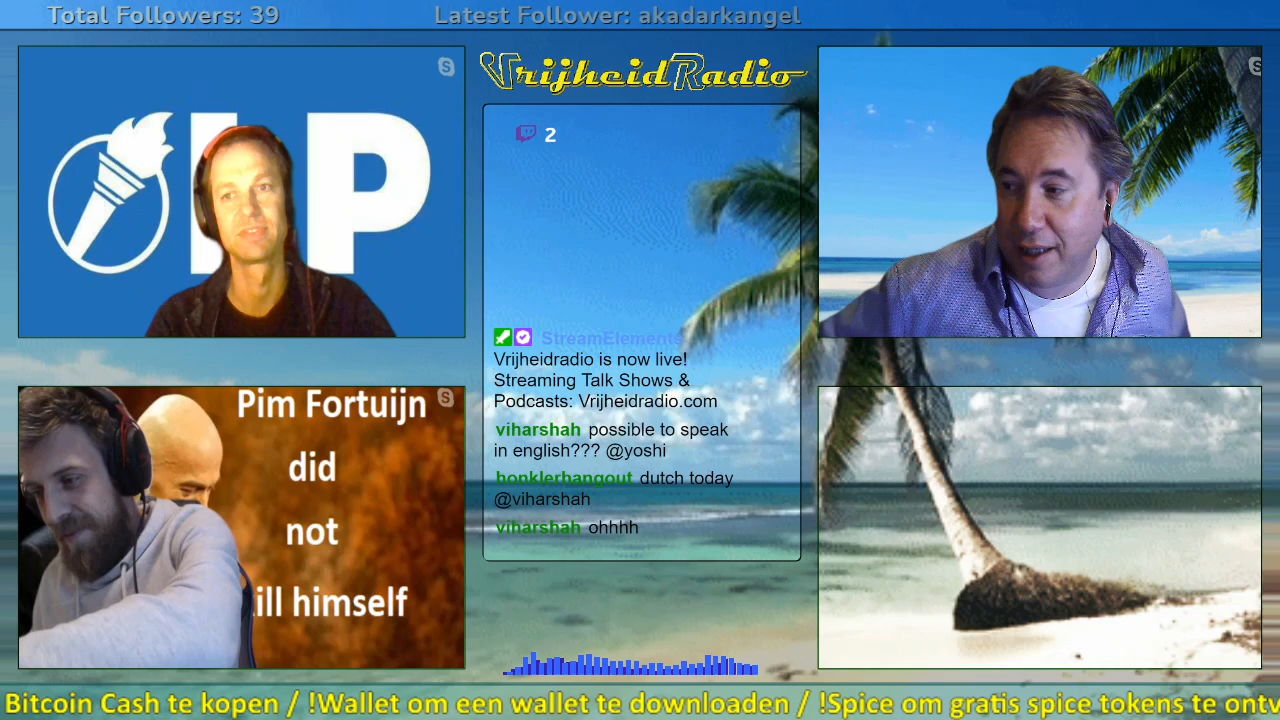 Total Followers: 39
Latest Follower: akadarkangel
VrijheidRadio
LP
2
StreamElements
Vrijheidradio is now live!
Streaming Talk Shows &
Podcasts: Vrijheidradio.com
viharshah possible to speak
in english??? @yoshi
honklerhangout dutch today
@viharshah
viharshah ohhhh
Pim Fortuijn
did
not
ill himself
Bitcoin Cash te kopen / !Wallet om een wallet te downloaden / !Spice om gratis spice tokens te ontv